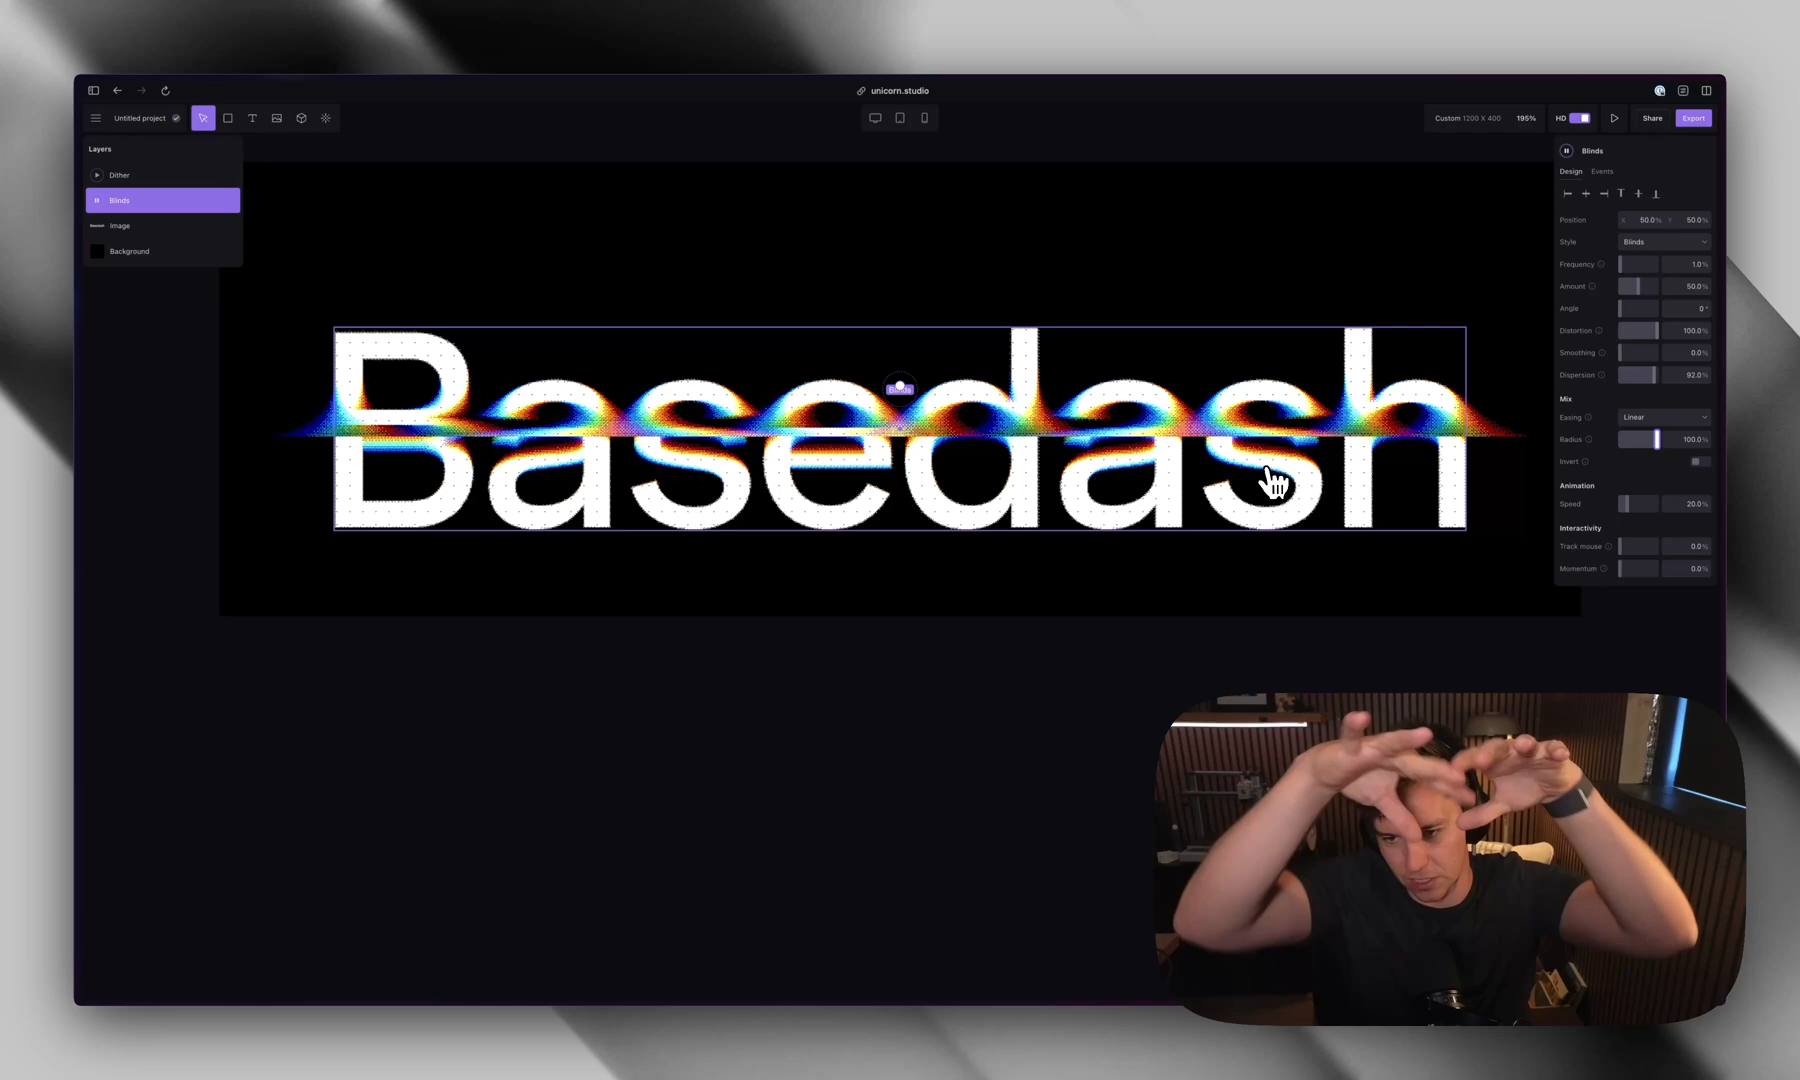 unicorn.studio
Untitled project
Custom 1200 X 400 195% HD Share Export
Layers
Dither
Blinds
Image
Background
Basedash
Blinds
Blinds
Design Events
Position X 50.0% Y 50.0%
Style Blinds
Frequency 1.0%
Amount 50.0%
Angle 0°
Distortion 100.0%
Smoothing 0.0%
Dispersion 92.0%
Mix
Easing Linear
Radius 100.0%
Invert
Animation
Speed 20.0%
Interactivity
Track mouse 0.0%
Momentum 0.0%